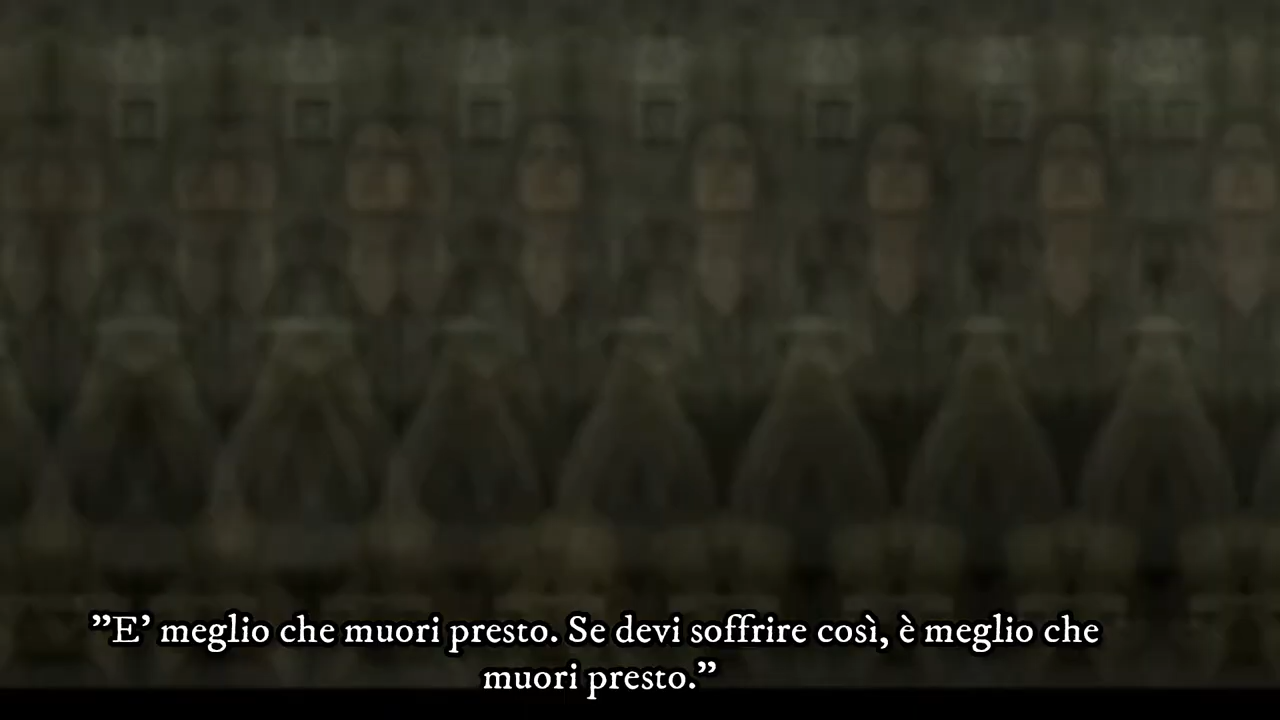 ”E’ meglio che muori presto. Se devi soffrire così, è meglio che
muori presto.”